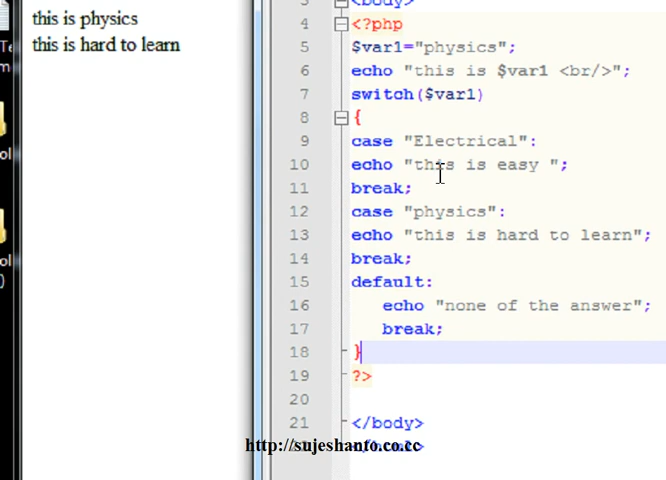 this is physics
this is hard to learn
3 <body>
4 <?php
5 $var1="physics";
6 echo "this is $var1 <br/>";
7 switch($var1)
8 {
9 case "Electrical":
10 echo "this is easy ";
11 break;
12 case "physics":
13 echo "this is hard to learn";
14 break;
15 default:
16 echo "none of the answer";
17 break;
18 }
19 ?>
20
21 </body>
http://sujeshanto.co.cc